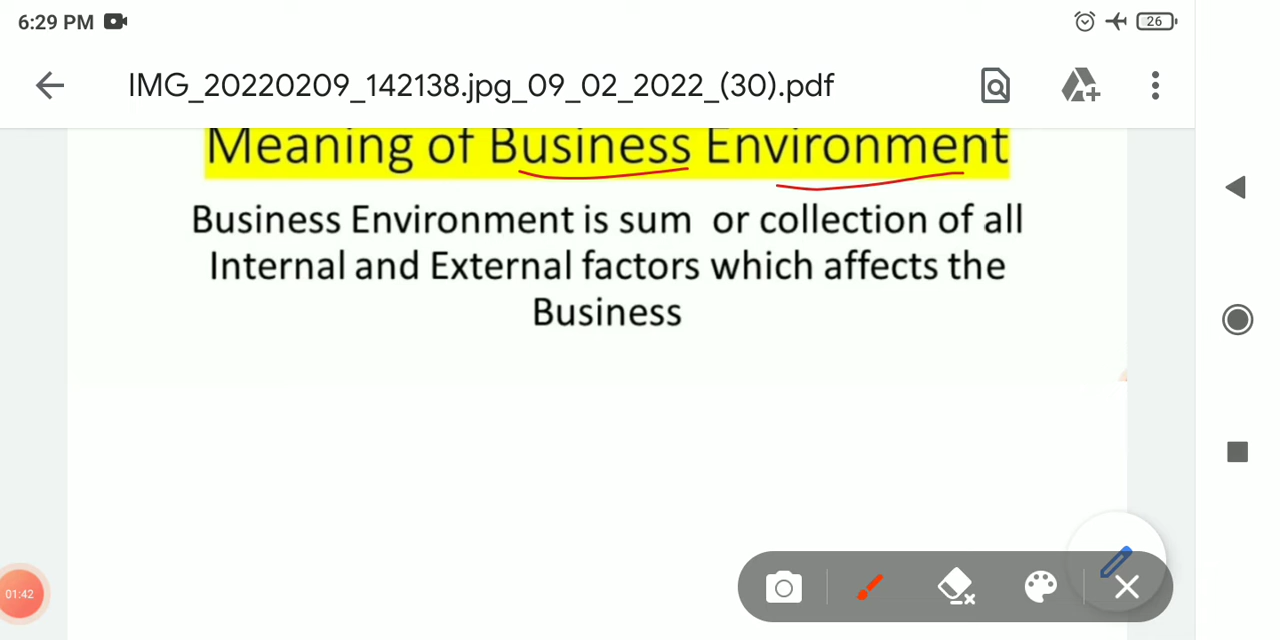 6:29 PM
26
IMG_20220209_142138.jpg_09_02_2022_(30).pdf
Meaning of Business Environment
Business Environment is sum or collection of all
Internal and External factors which affects the
Business
01:42